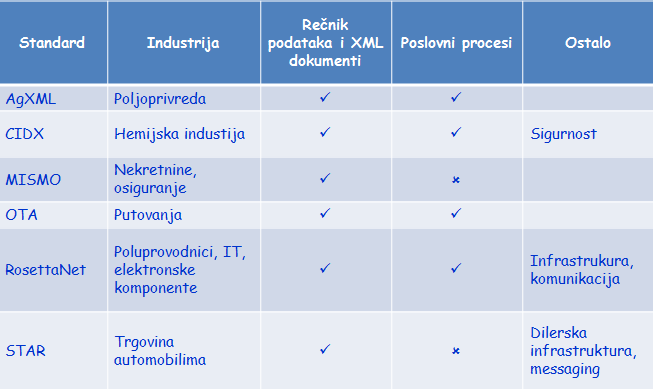 Standard Industrija Rečnik podataka i XML dokumenti Poslovni procesi Ostalo
AgXML Poljoprivreda ✓ ✓
CIDX Hemijska industija ✓ ✓ Sigurnost
MISMO Nekretnine, osiguranje ✓ ×
OTA Putovanja ✓ ✓
RosettaNet Poluprovodnici, IT, elektronske komponente ✓ ✓ Infrastrukura, komunikacija
STAR Trgovina automobilima ✓ × Dilerska infrastruktura, messaging